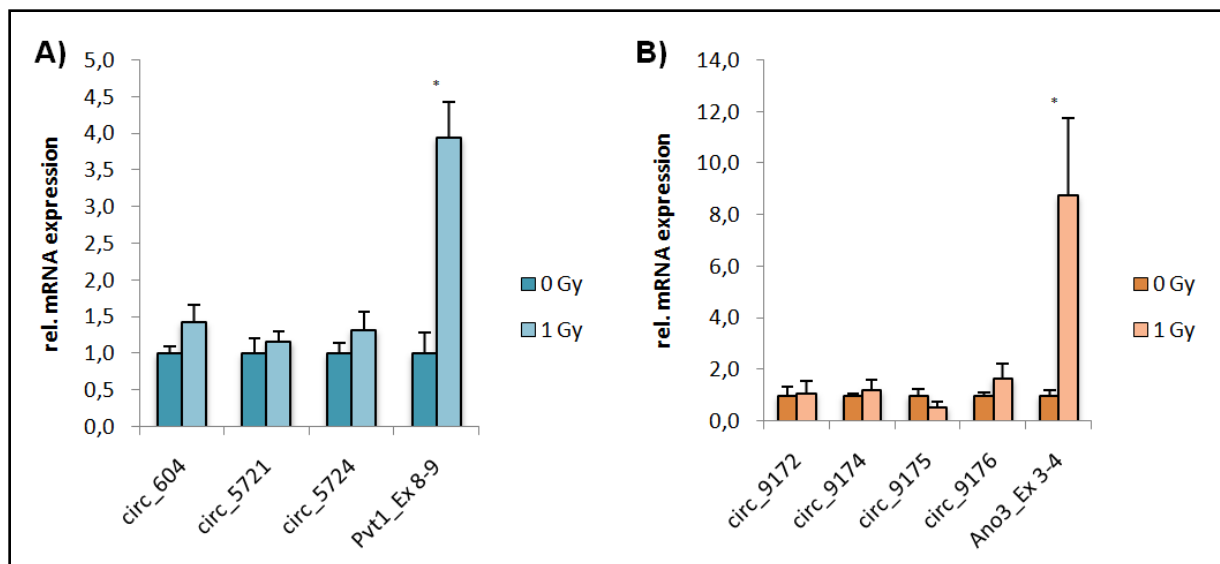 A)
rel. mRNA expression
5,0
4,5
4,0
3,5
3,0
2,5
2,0
1,5
1,0
0,5
0,0
*
circ_604
circ_5721
circ_5724
Pvt1_Ex 8-9
0 Gy
1 Gy
B)
rel. mRNA expression
14,0
12,0
10,0
8,0
6,0
4,0
2,0
0,0
*
circ_9172
circ_9174
circ_9175
circ_9176
Ano3_Ex 3-4
0 Gy
1 Gy